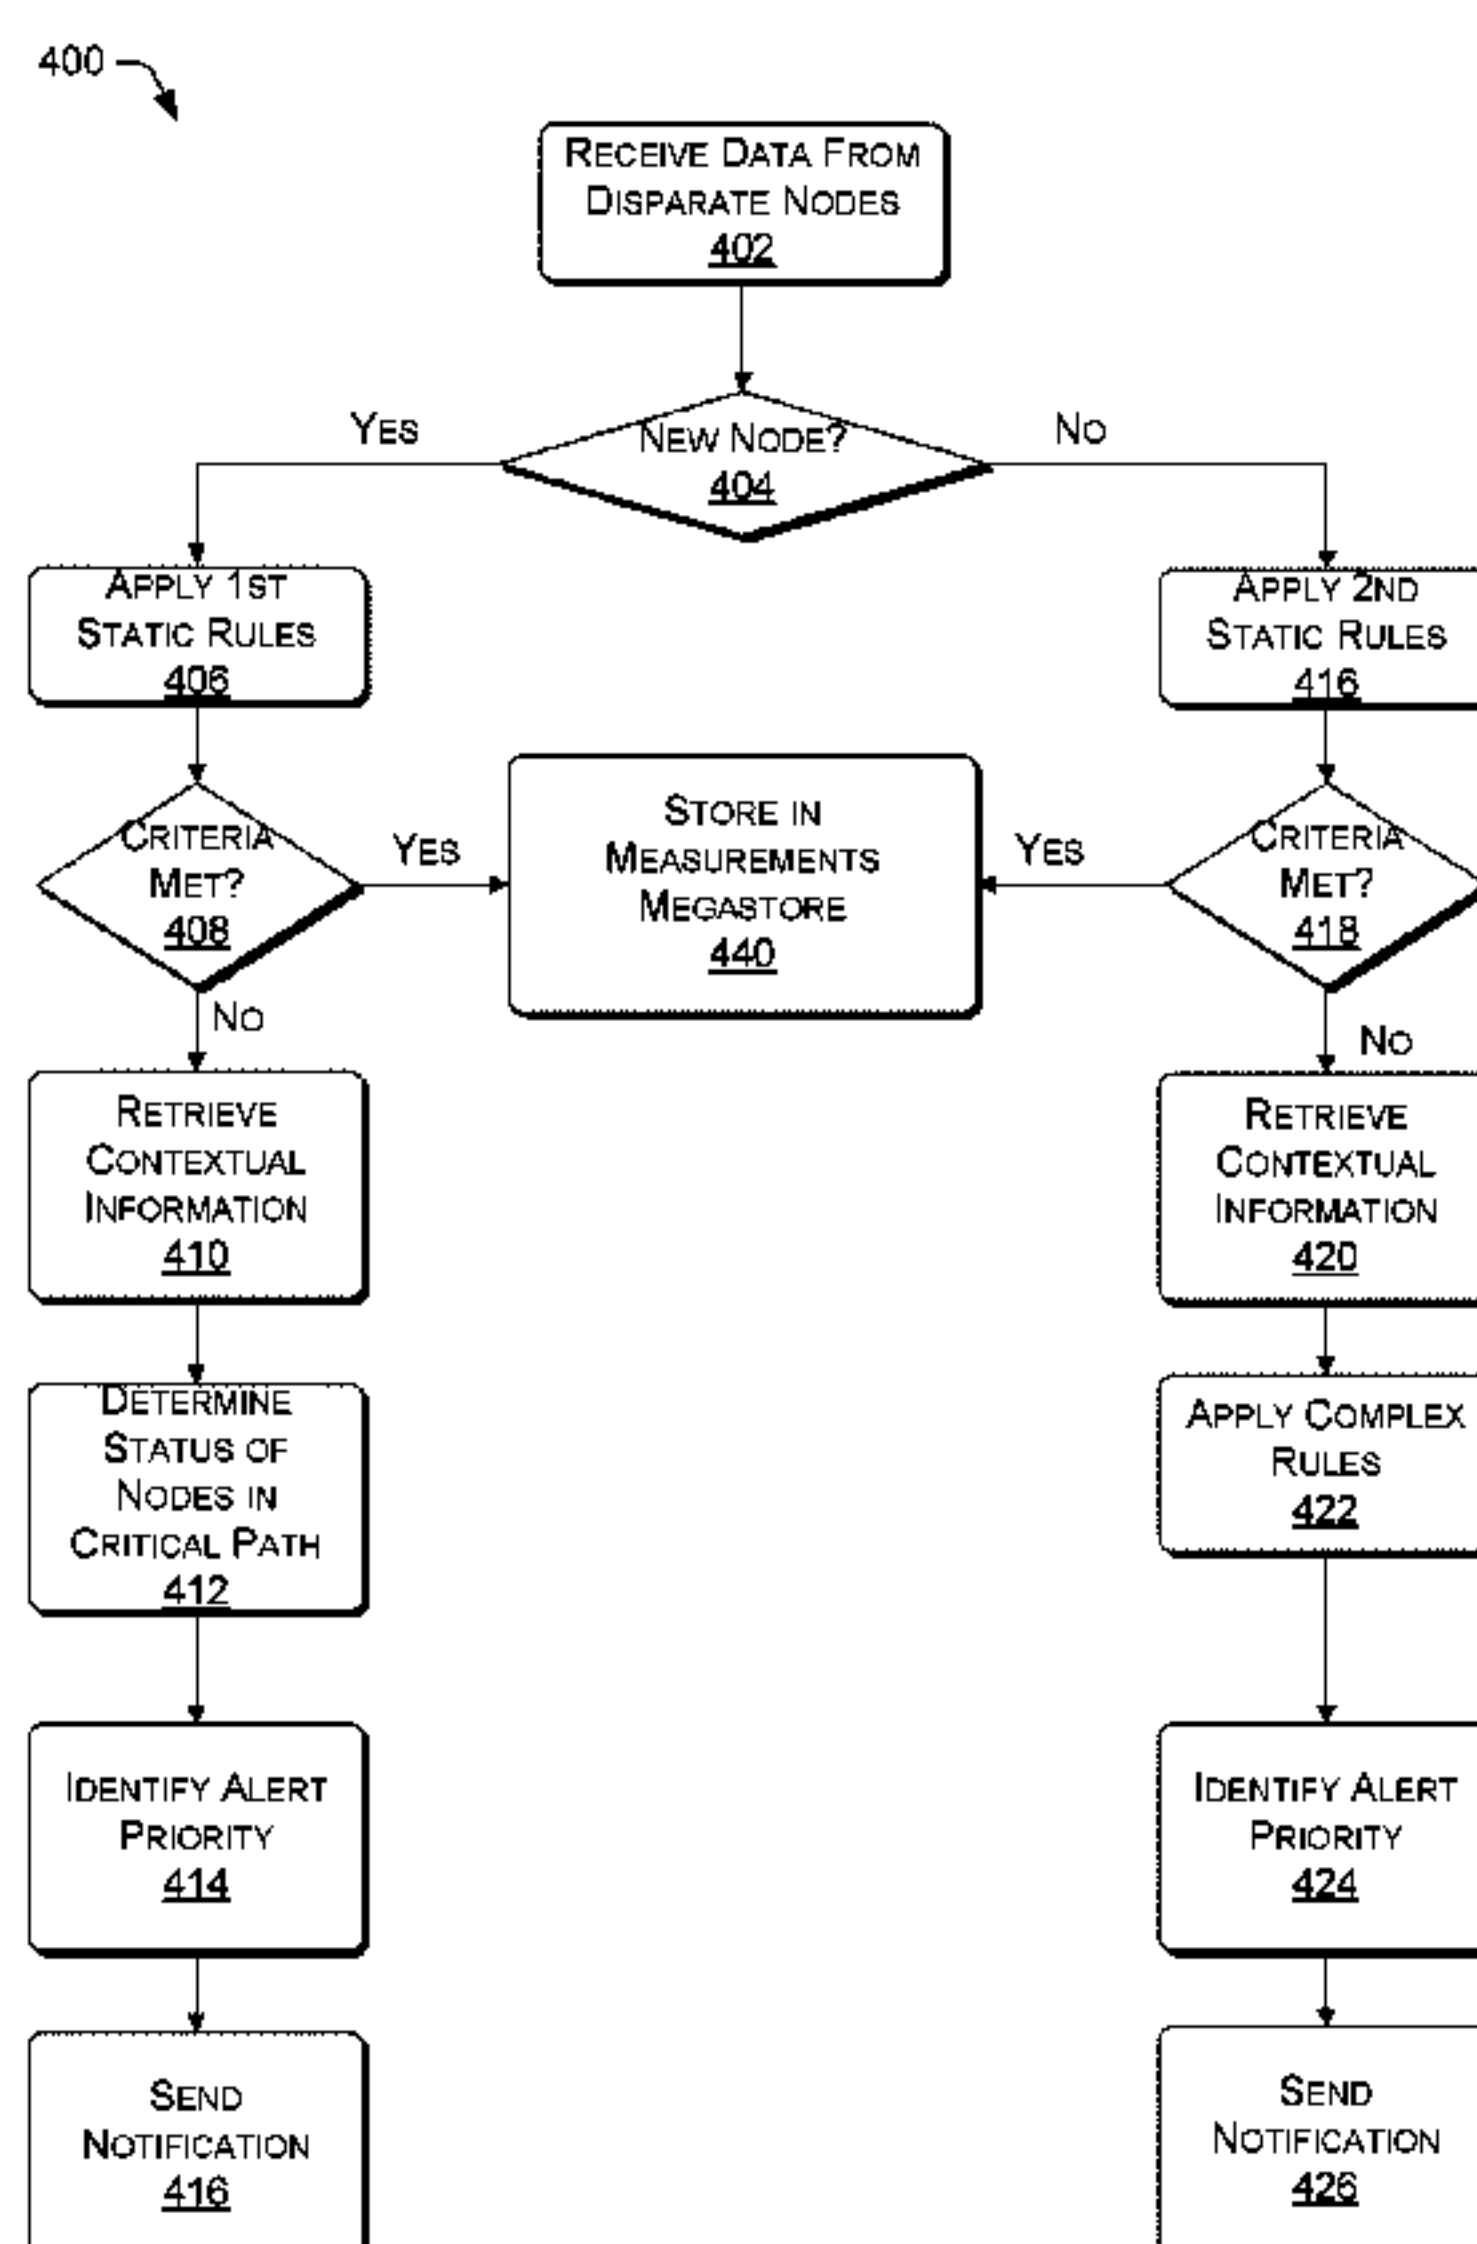 400
RECEIVE DATA FROM
DISPARATE NODES
402
YES
NEW NODE?
404
NO
APPLY 1ST
STATIC RULES
406
APPLY 2ND
STATIC RULES
416
CRITERIA
MET?
408
YES
STORE IN
MEASUREMENTS
MEGASTORE
440
YES
CRITERIA
MET?
418
NO
NO
RETRIEVE
CONTEXTUAL
INFORMATION
410
RETRIEVE
CONTEXTUAL
INFORMATION
420
DETERMINE
STATUS OF
NODES IN
CRITICAL PATH
412
APPLY COMPLEX
RULES
422
IDENTIFY ALERT
PRIORITY
414
IDENTIFY ALERT
PRIORITY
424
SEND
NOTIFICATION
416
SEND
NOTIFICATION
426